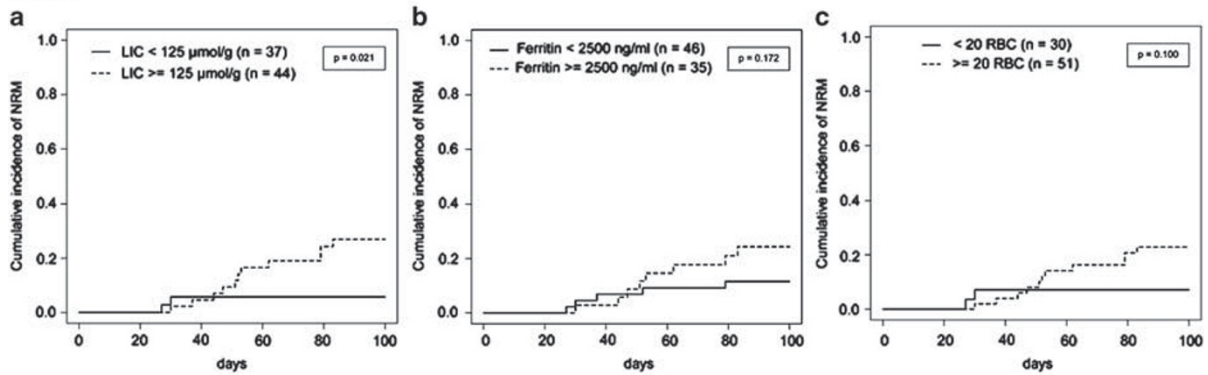 a
LIC < 125 µmol/g (n = 37)
LIC >= 125 µmol/g (n = 44)
p = 0.021
Cumulative incidence of NRM
1.0
0.8
0.6
0.4
0.2
0.0
0 20 40 60 80 100
days
b
Ferritin < 2500 ng/ml (n = 46)
Ferritin >= 2500 ng/ml (n = 35)
p = 0.172
Cumulative incidence of NRM
1.0
0.8
0.6
0.4
0.2
0.0
0 20 40 60 80 100
days
c
< 20 RBC (n = 30)
>= 20 RBC (n = 51)
p = 0.100
Cumulative incidence of NRM
1.0
0.8
0.6
0.4
0.2
0.0
0 20 40 60 80 100
days